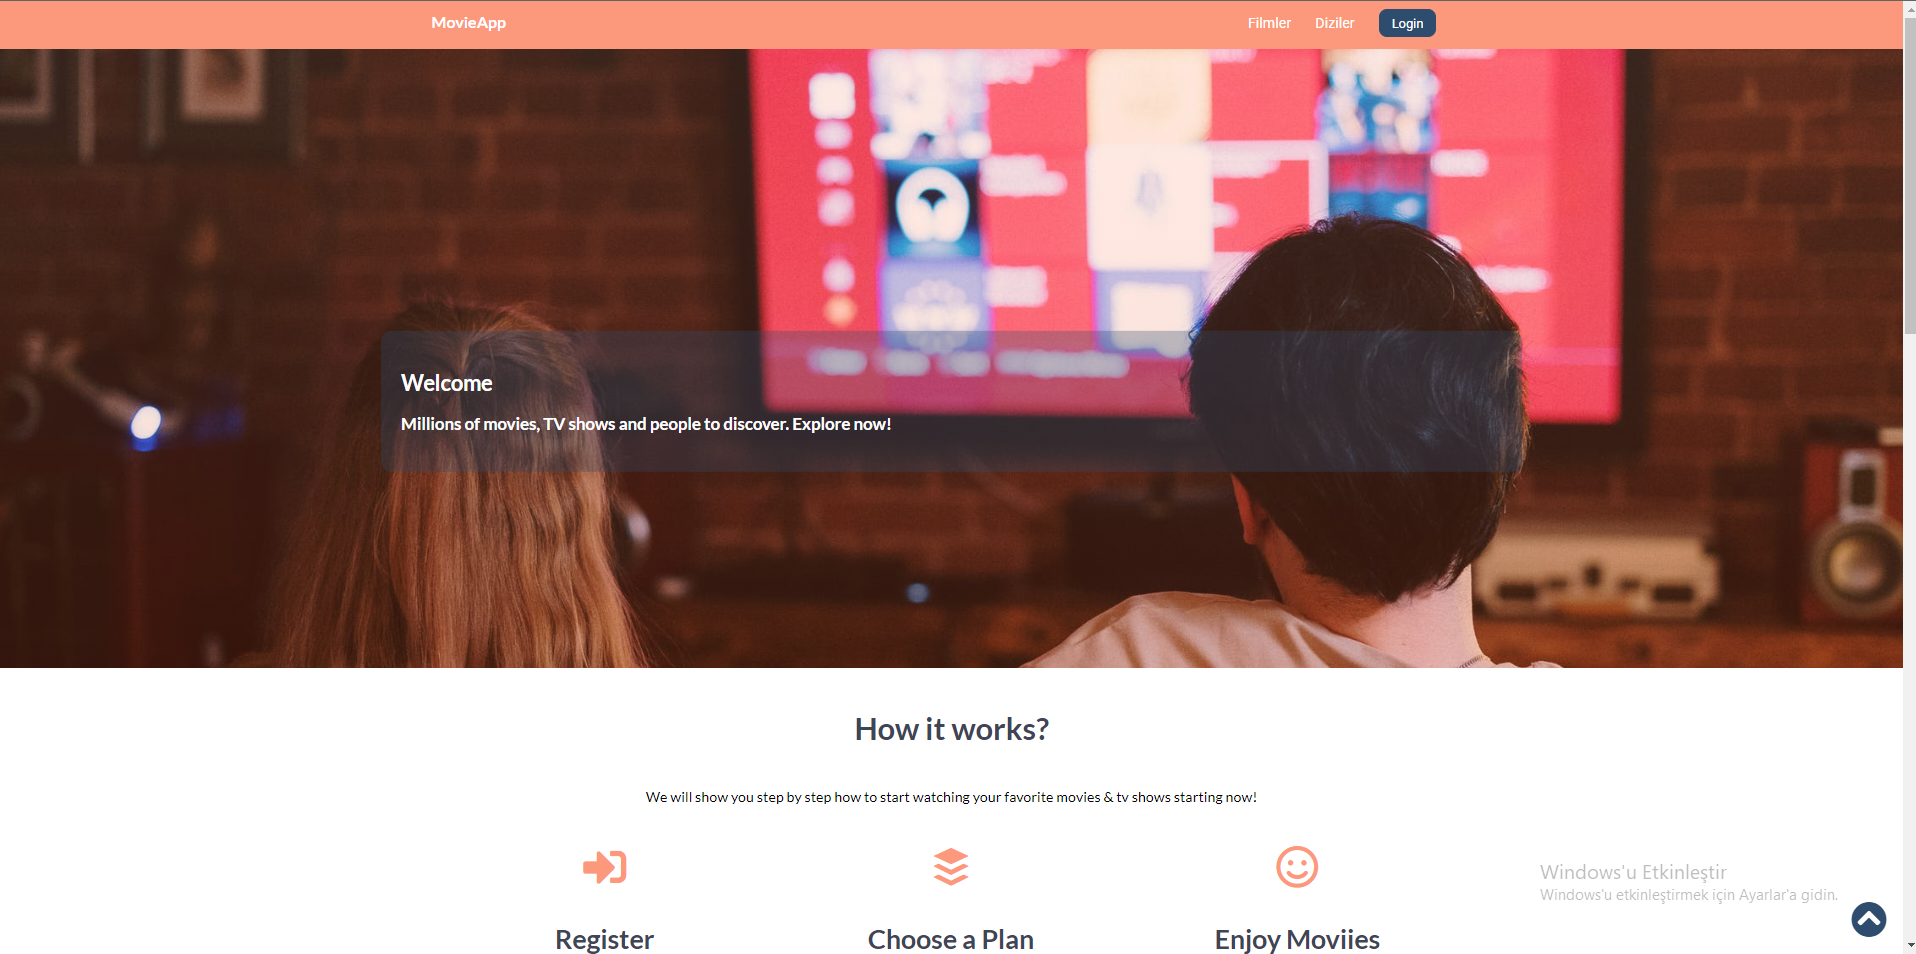 MovieApp
Filmler Diziler Login
Welcome
Millions of movies, TV shows and people to discover. Explore now!
How it works?
We will show you step by step how to start watching your favorite movies & tv shows starting now!
Register
Choose a Plan
Enjoy Moviies
Windows'u Etkinleştir
Windows'u etkinleştirmek için Ayarlar'a gidin.